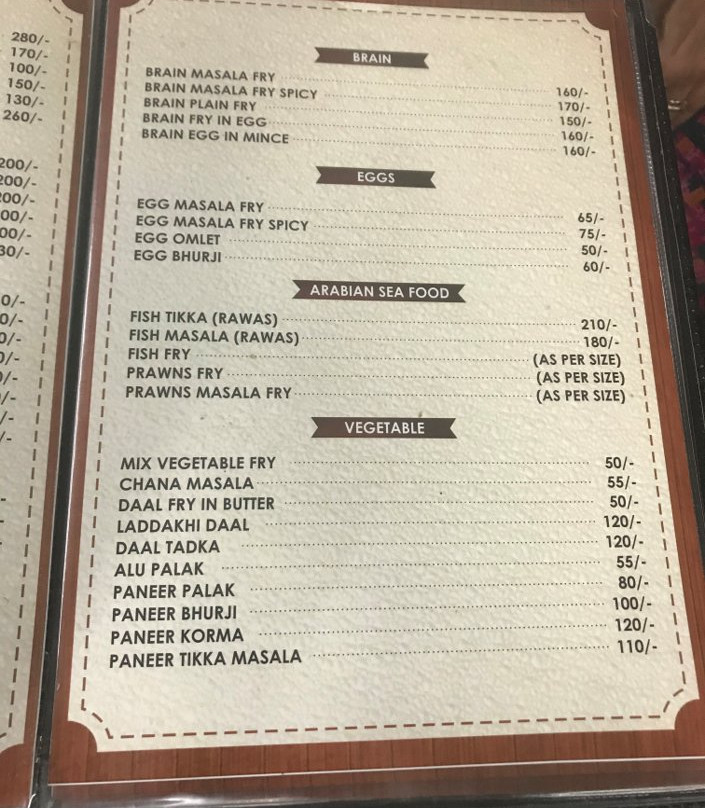 280/-
170/-
100/-
150/-
130/-
260/-
200/-
200/-
BRAIN
BRAIN MASALA FRY 160/-
BRAIN MASALA FRY SPICY 170/-
BRAIN PLAIN FRY 150/-
BRAIN FRY IN EGG 160/-
BRAIN EGG IN MINCE 160/-
EGGS
EGG MASALA FRY 65/-
EGG MASALA FRY SPICY 75/-
EGG OMLET 50/-
EGG BHURJI 60/-
ARABIAN SEA FOOD
FISH TIKKA (RAWAS) 210/-
FISH MASALA (RAWAS) 180/-
FISH FRY (AS PER SIZE)
PRAWNS FRY (AS PER SIZE)
PRAWNS MASALA FRY (AS PER SIZE)
VEGETABLE
MIX VEGETABLE FRY 50/-
CHANA MASALA 55/-
DAAL FRY IN BUTTER 50/-
LADDAKHI DAAL 120/-
DAAL TADKA 120/-
ALU PALAK 55/-
PANEER PALAK 80/-
PANEER BHURJI 100/-
PANEER KORMA 120/-
PANEER TIKKA MASALA 110/-